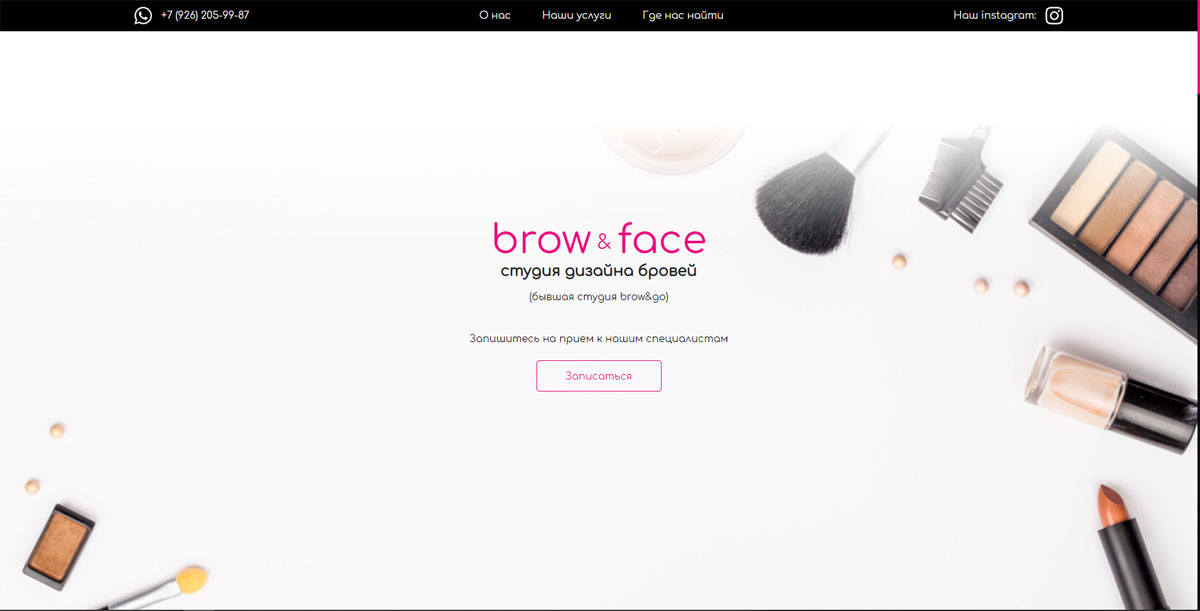 +7 (926) 205-99-87
О нас
Наши услуги
Где нас найти
Наш instagram:
brow & face
студия дизайна бровей
(бывшая студия brow&go)
Запишитесь на прием к нашим специалистам
Записаться